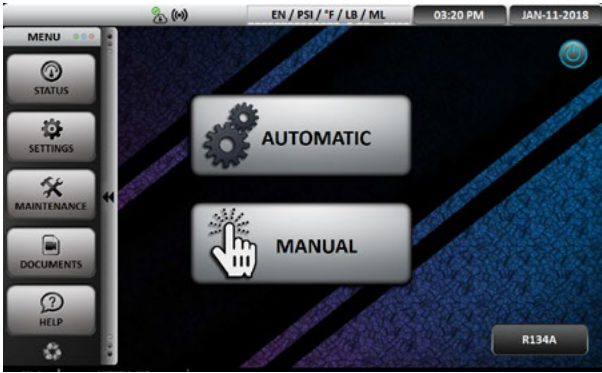 EN / PSI / °F / LB / ML
03:20 PM
JAN-11-2018
MENU
STATUS
SETTINGS
MAINTENANCE
DOCUMENTS
?
HELP
AUTOMATIC
MANUAL
R134A